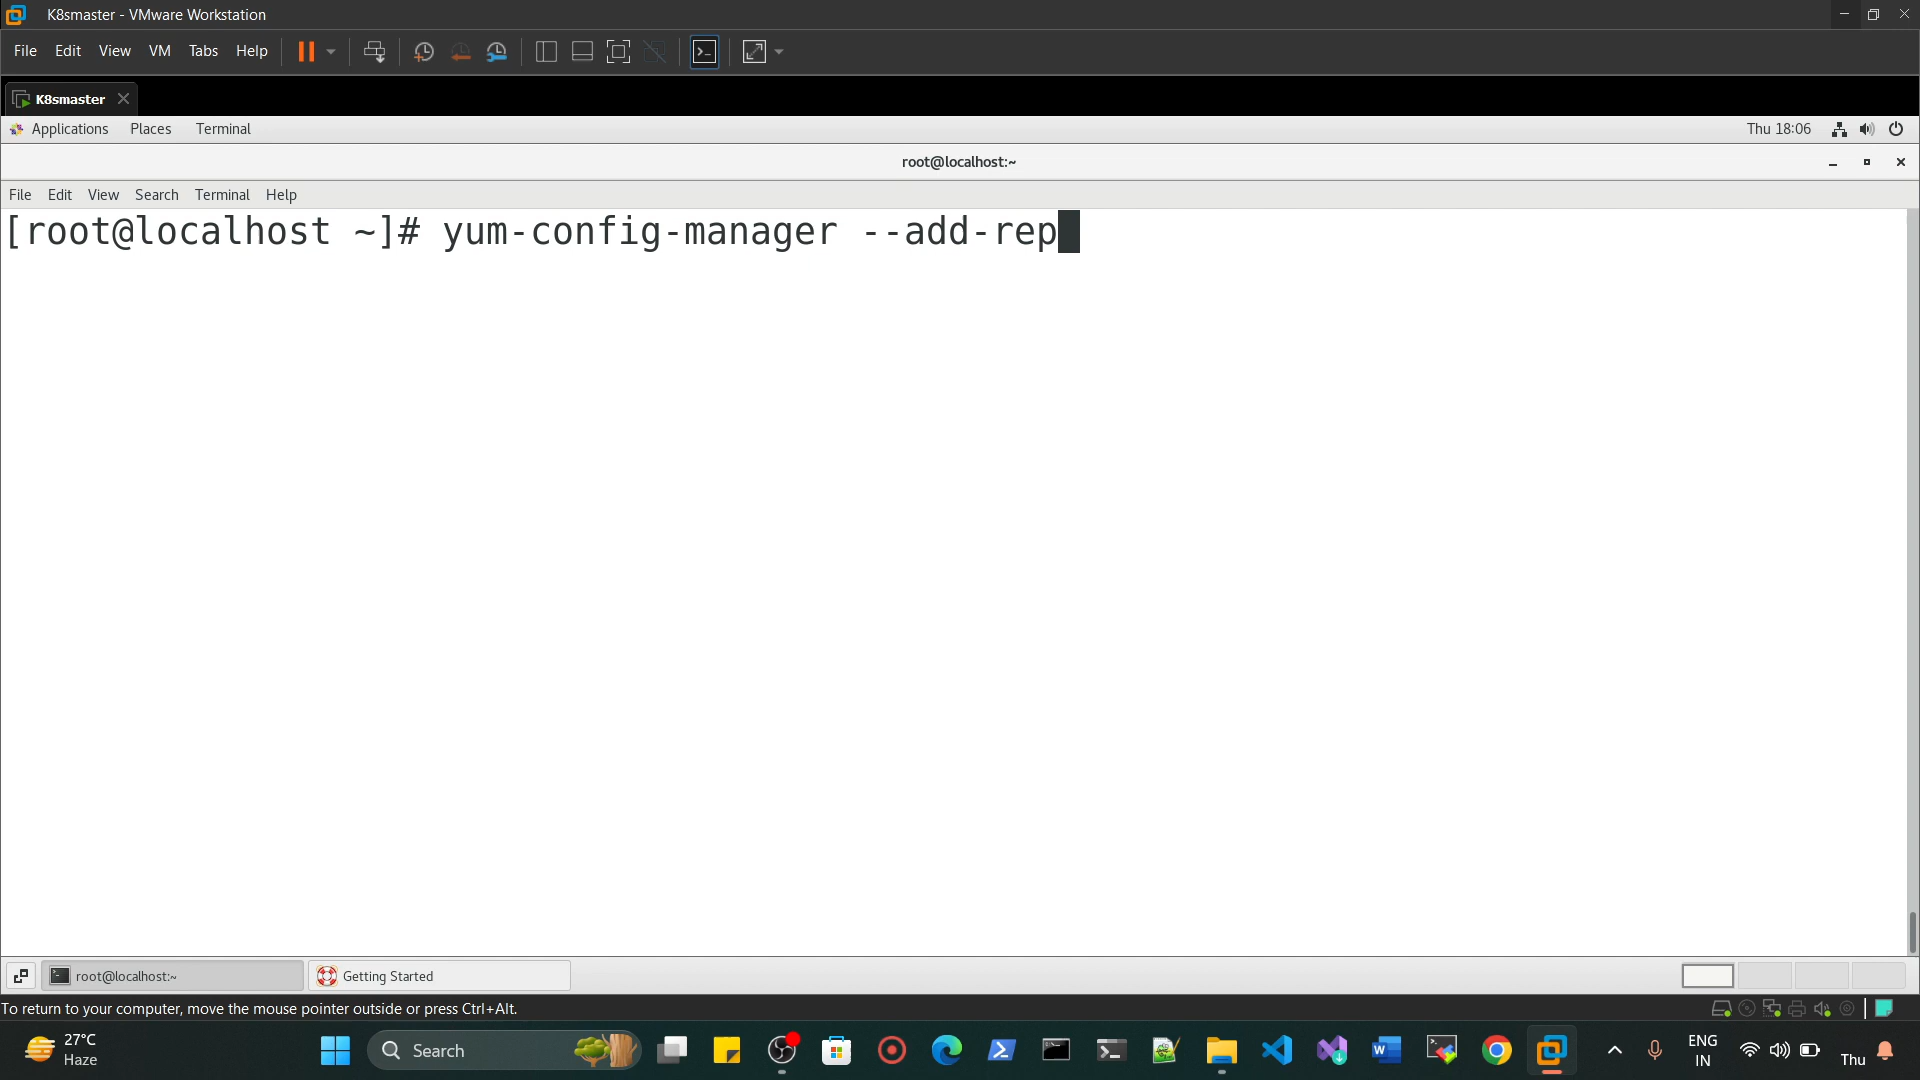 K8smaster - VMware Workstation
File Edit View VM Tabs Help
K8smaster
Applications Places Terminal Thu 18:06
root@localhost:~
File Edit View Search Terminal Help
[root@localhost ~]# yum-config-manager --add-rep
root@localhost:~ Getting Started
To return to your computer, move the mouse pointer outside or press Ctrl+Alt.
27°C
Haze
Search
ENG
IN
Thu